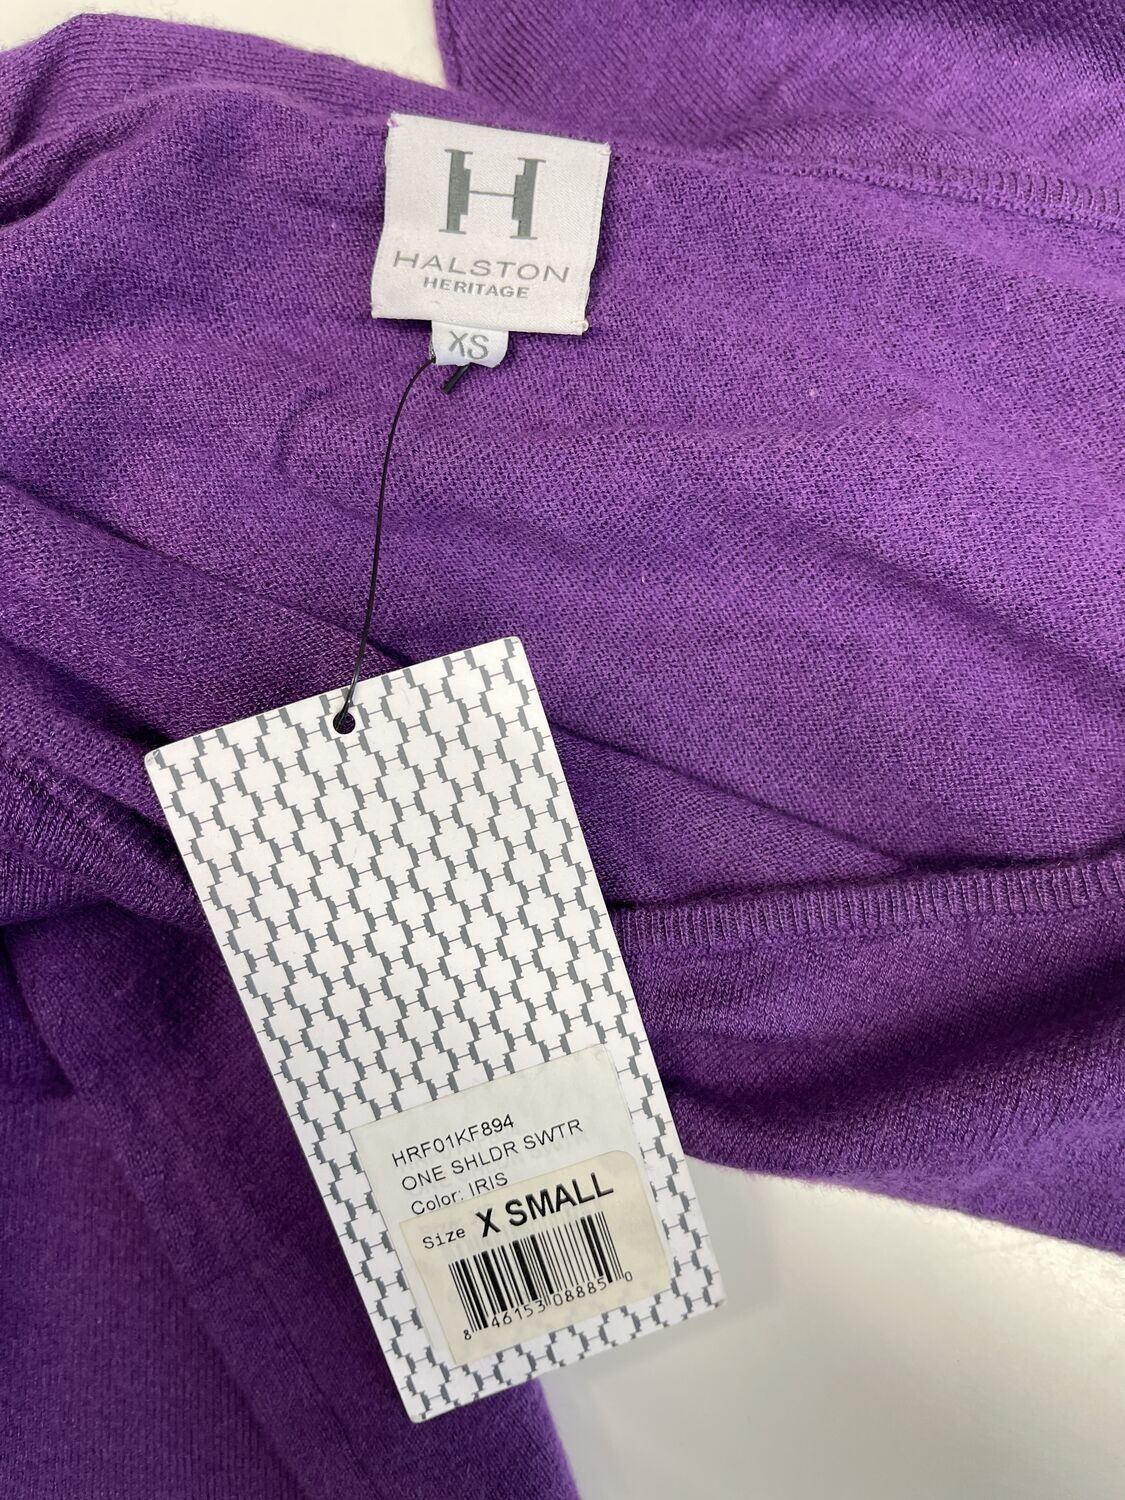 H
HALSTON
HERITAGE
XS
HRF01KF894
ONE SHLDR SWTR
Color: IRIS
Size X SMALL
8 46153 08885 0